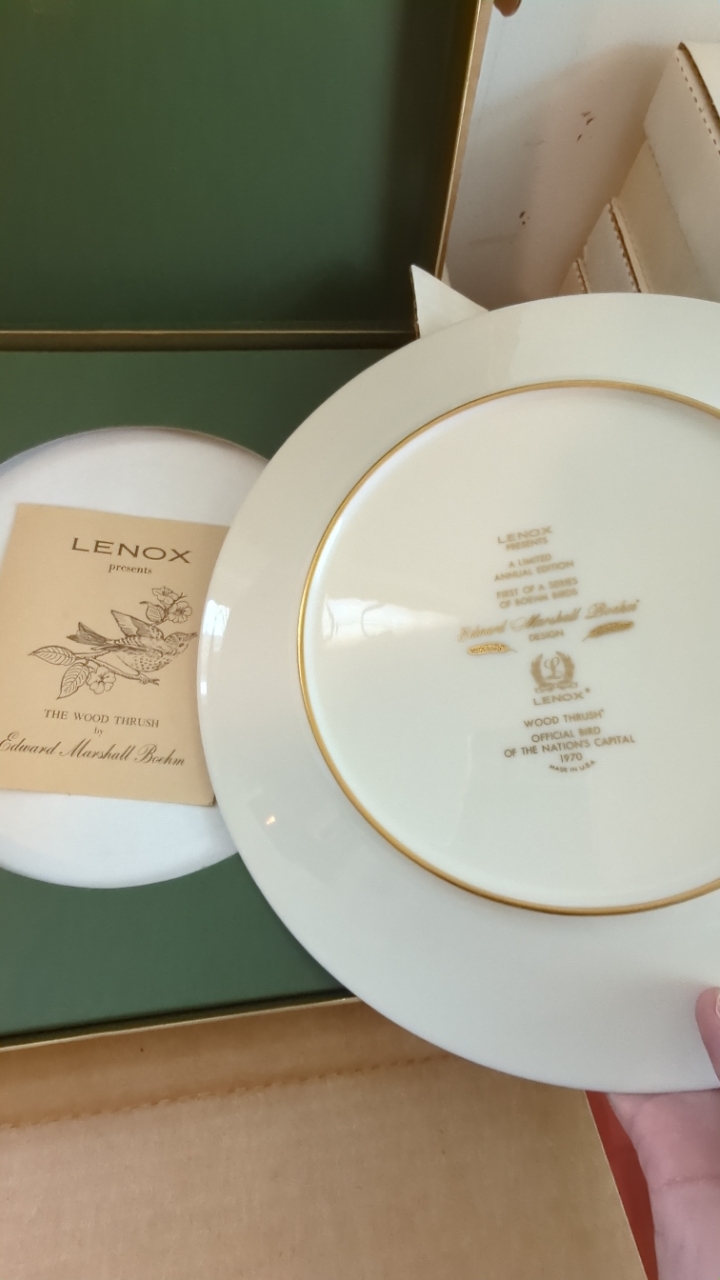 LENOX
presents
THE WOOD THRUSH
by
Edward Marshall Boehm
LENOX
PRESENTS
A LIMITED
ANNUAL EDITION
FIRST OF A SERIES
OF BOEHM BIRDS
Edward Marshall Boehm
DESIGN
L
LENOX®
WOOD THRUSH
OFFICIAL BIRD
OF THE NATION'S CAPITAL
1970
MADE IN U.S.A.